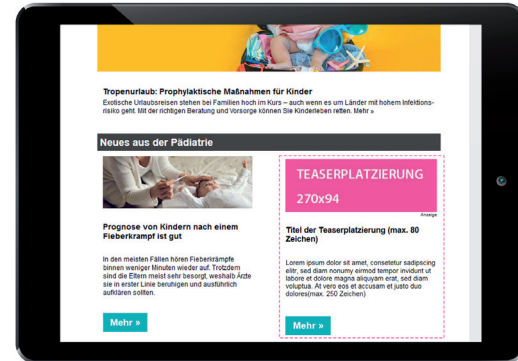 Tropenurlaub: Prophylaktische Maßnahmen für Kinder
Exotische Urlaubsreisen stehen bei Familien hoch im Kurs – auch wenn es um Länder mit hohem Infektions-
risiko geht. Mit der richtigen Beratung und Vorsorge können Sie Kinderleben retten. Mehr »
Neues aus der Pädiatrie
Prognose von Kindern nach einem
Fieberkrampf ist gut
In den meisten Fällen hören Fieberkrämpfe
binnen weniger Minuten wieder auf. Trotzdem
sind die Eltern meist sehr besorgt, weshalb Ärzte
sie in erster Linie beruhigen und ausführlich
aufklären sollten.
Mehr »
TEASERPLATZIERUNG
270x94
Anzeige
Titel der Teaserplatzierung (max. 80
Zeichen)
Lorem ipsum dolor sit amet, consetetur sadipscing
elitr, sed diam nonumy eirmod tempor invidunt ut
labore et dolore magna aliquyam erat, sed diam
voluptua. At vero eos et accusam et justo duo
dolores(max. 250 Zeichen)
Mehr »